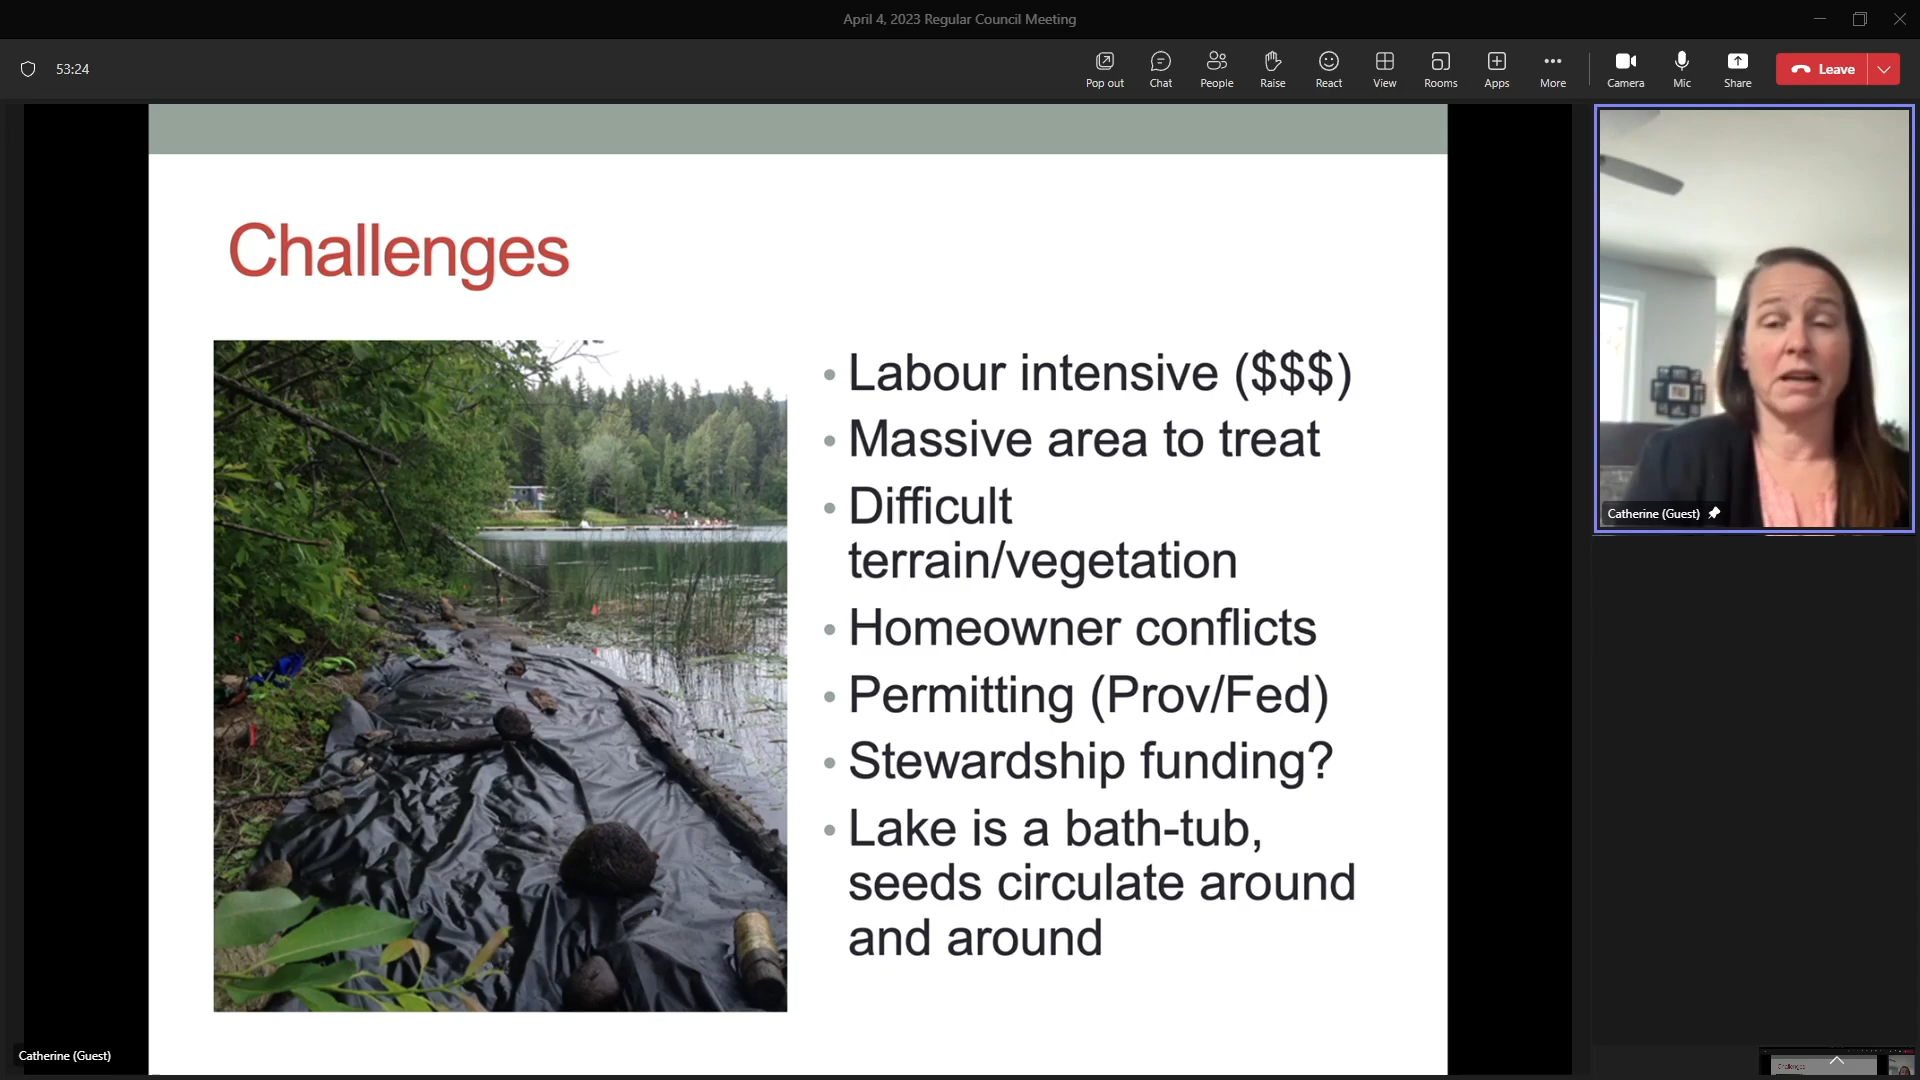 April 4, 2023 Regular Council Meeting
53:24
Pop out
Chat
People
Raise
React
View
Rooms
Apps
More
Camera
Mic
Share
Leave
Challenges
• Labour intensive ($$$)
• Massive area to treat
• Difficult
terrain/vegetation
• Homeowner conflicts
• Permitting (Prov/Fed)
• Stewardship funding?
• Lake is a bath-tub,
seeds circulate around
and around
Catherine (Guest)
Catherine (Guest)
Challenges